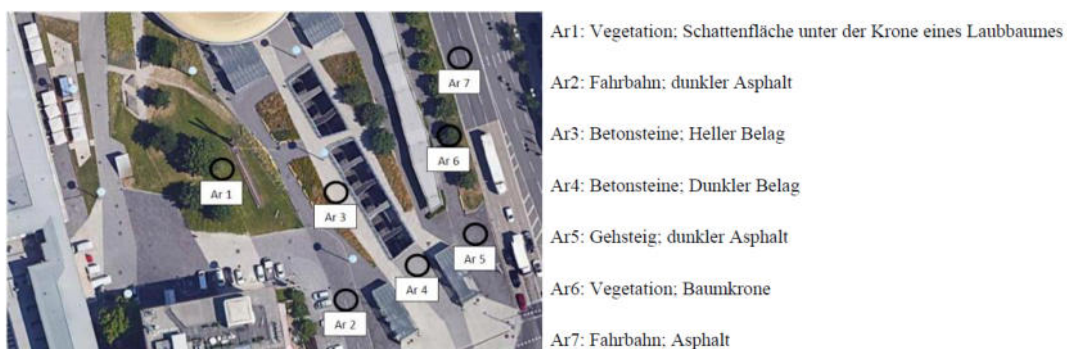 Ar1: Vegetation; Schattenfläche unter der Krone eines Laubbaumes
Ar2: Fahrbahn; dunkler Asphalt
Ar3: Betonsteine; Heller Belag
Ar4: Betonsteine; Dunkler Belag
Ar5: Gehsteig; dunkler Asphalt
Ar6: Vegetation; Baumkrone
Ar7: Fahrbahn; Asphalt
Ar 7
Ar 6
Ar 1
Ar 3
Ar 5
Ar 4
Ar 2